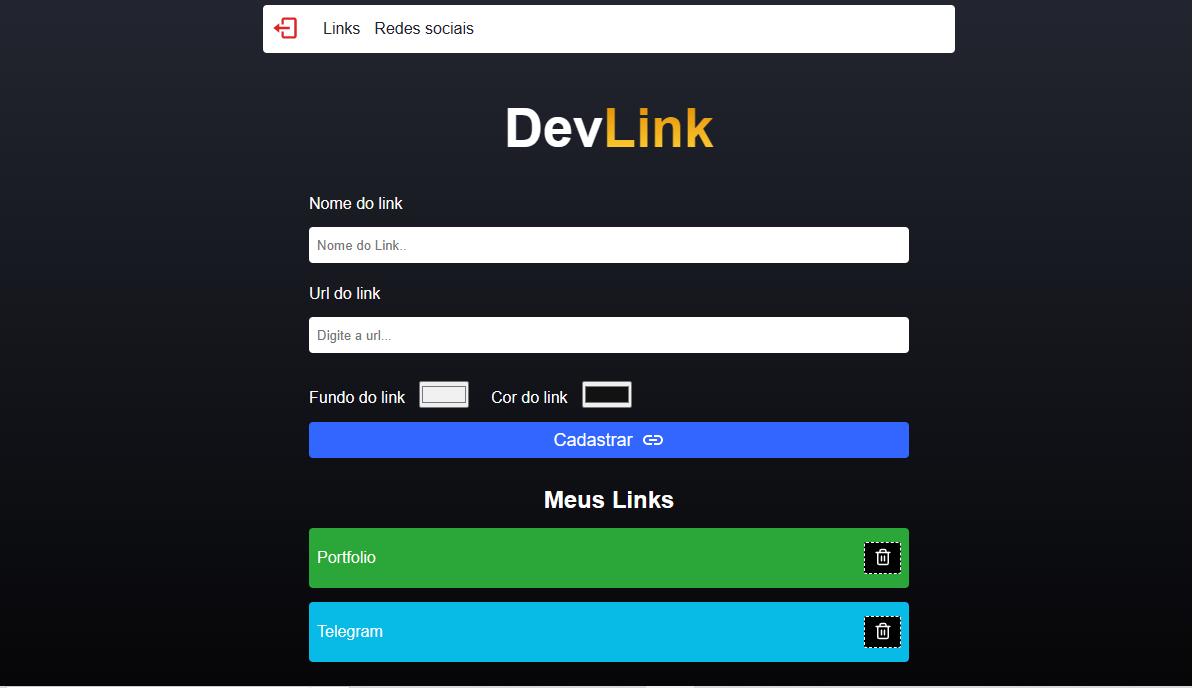 Links Redes sociais
DevLink
Nome do link
Nome do Link..
Url do link
Digite a url...
Fundo do link Cor do link
Cadastrar
Meus Links
Portfolio
Telegram